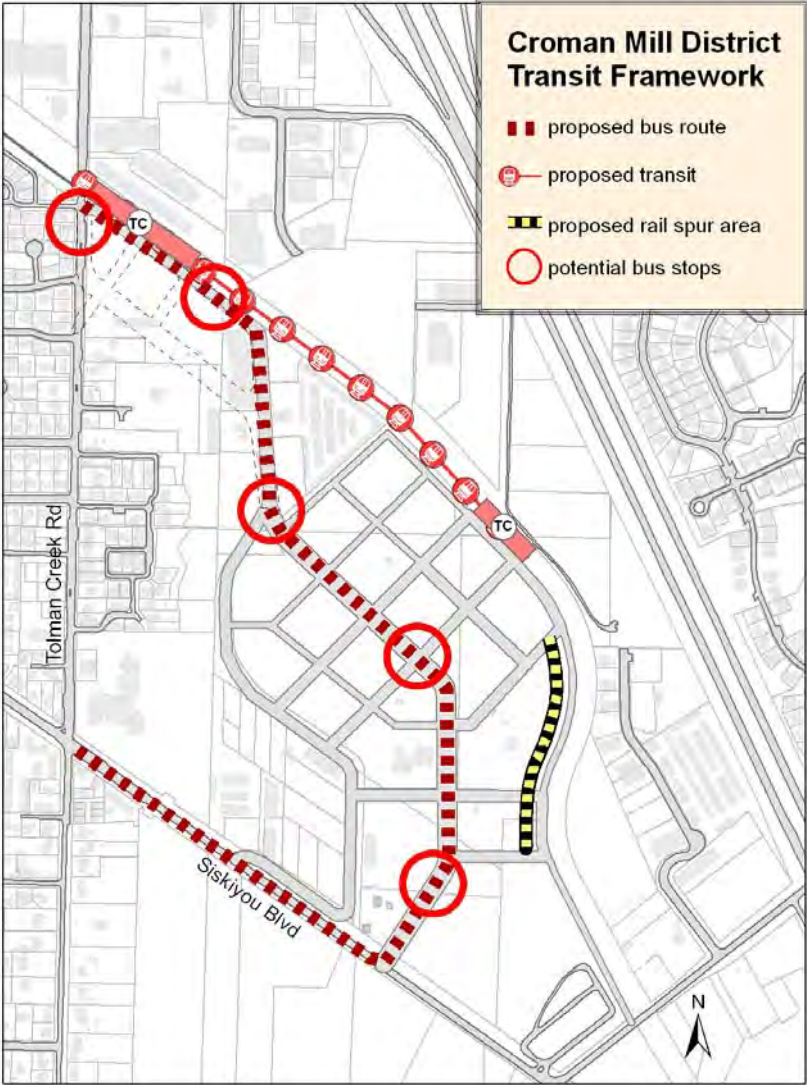 Croman Mill District
Transit Framework
proposed bus route
proposed transit
proposed rail spur area
potential bus stops
TC
TC
Tolman Creek Rd
Siskiyou Blvd
N